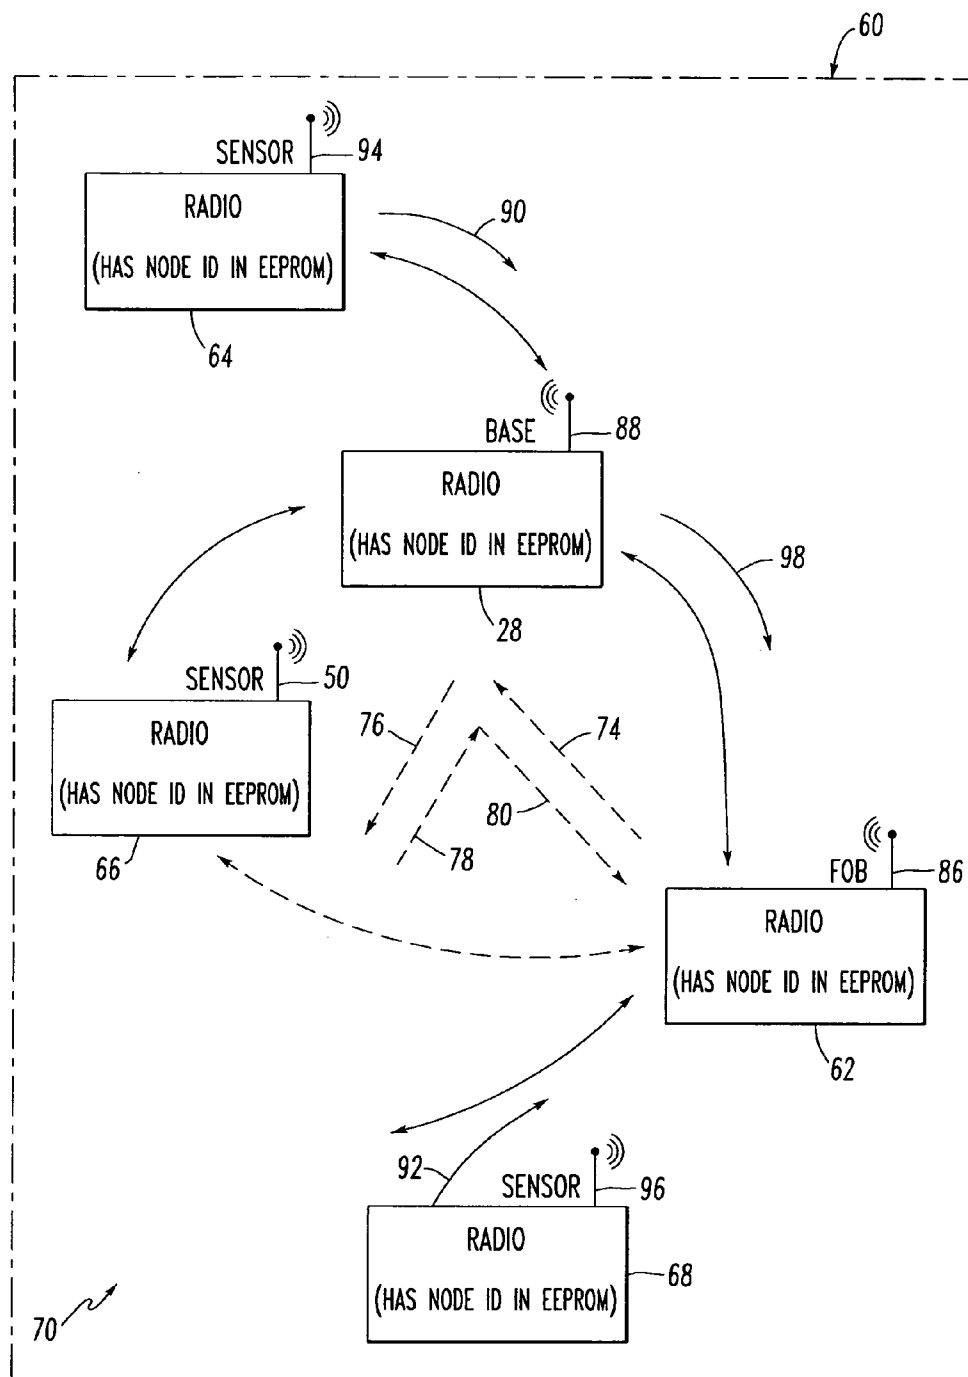 60
SENSOR 94
RADIO
(HAS NODE ID IN EEPROM)
90
64
BASE 88
RADIO
(HAS NODE ID IN EEPROM)
98
28
SENSOR 50
RADIO
(HAS NODE ID IN EEPROM)
76
74
80
78
66
FOB 86
RADIO
(HAS NODE ID IN EEPROM)
62
92
SENSOR 96
RADIO
(HAS NODE ID IN EEPROM)
68
70